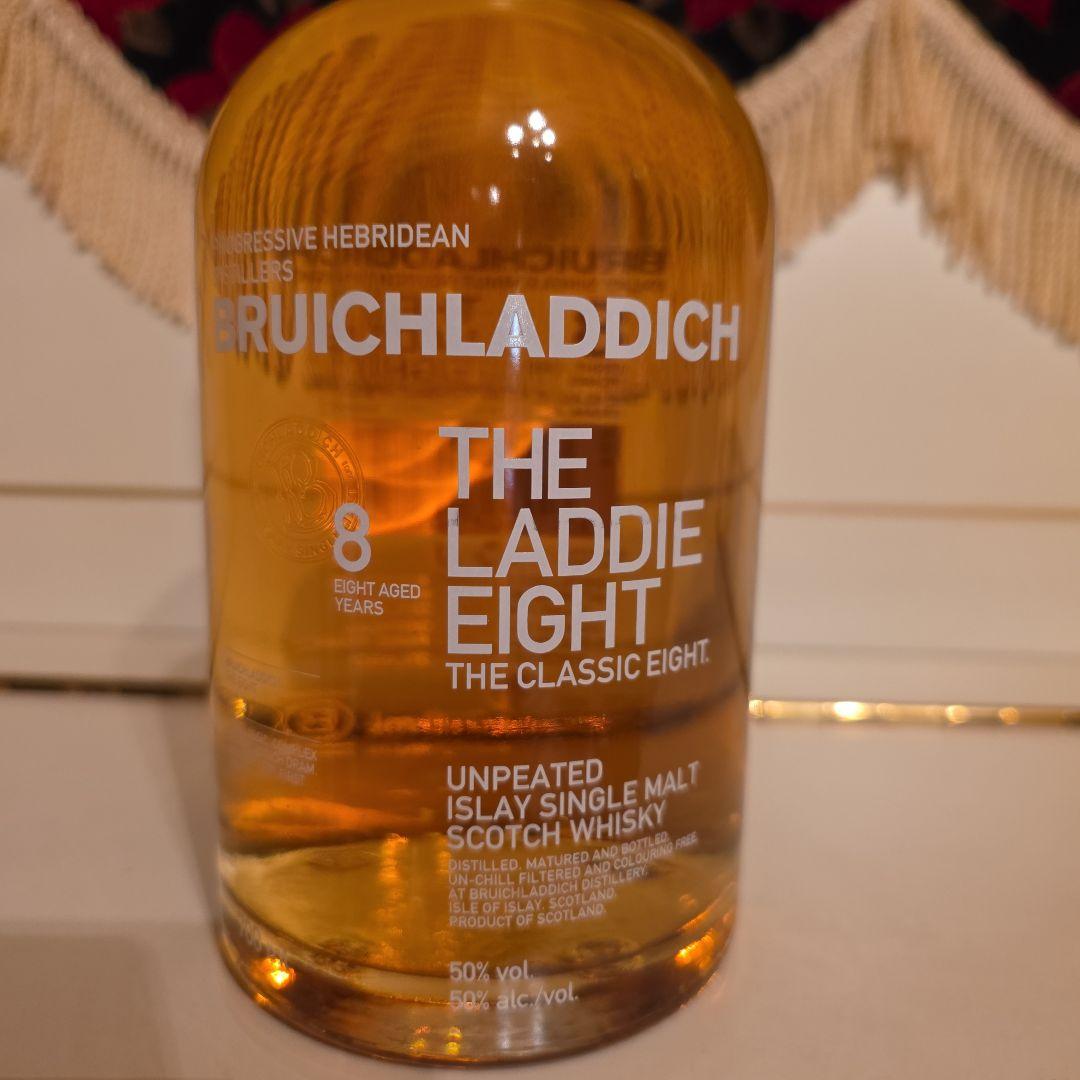 PROGRESSIVE HEBRIDEAN
DISTILLERS
BRUICHLADDICH
THE
LADDIE
EIGHT
THE CLASSIC EIGHT.
8
EIGHT AGED
YEARS
UNPEATED
ISLAY SINGLE MALT
SCOTCH WHISKY
DISTILLED, MATURED AND BOTTLED,
UN-CHILL FILTERED AND COLOURING FREE,
AT BRUICHLADDICH DISTILLERY,
ISLE OF ISLAY, SCOTLAND.
PRODUCT OF SCOTLAND.
50% vol.
50% alc./vol.